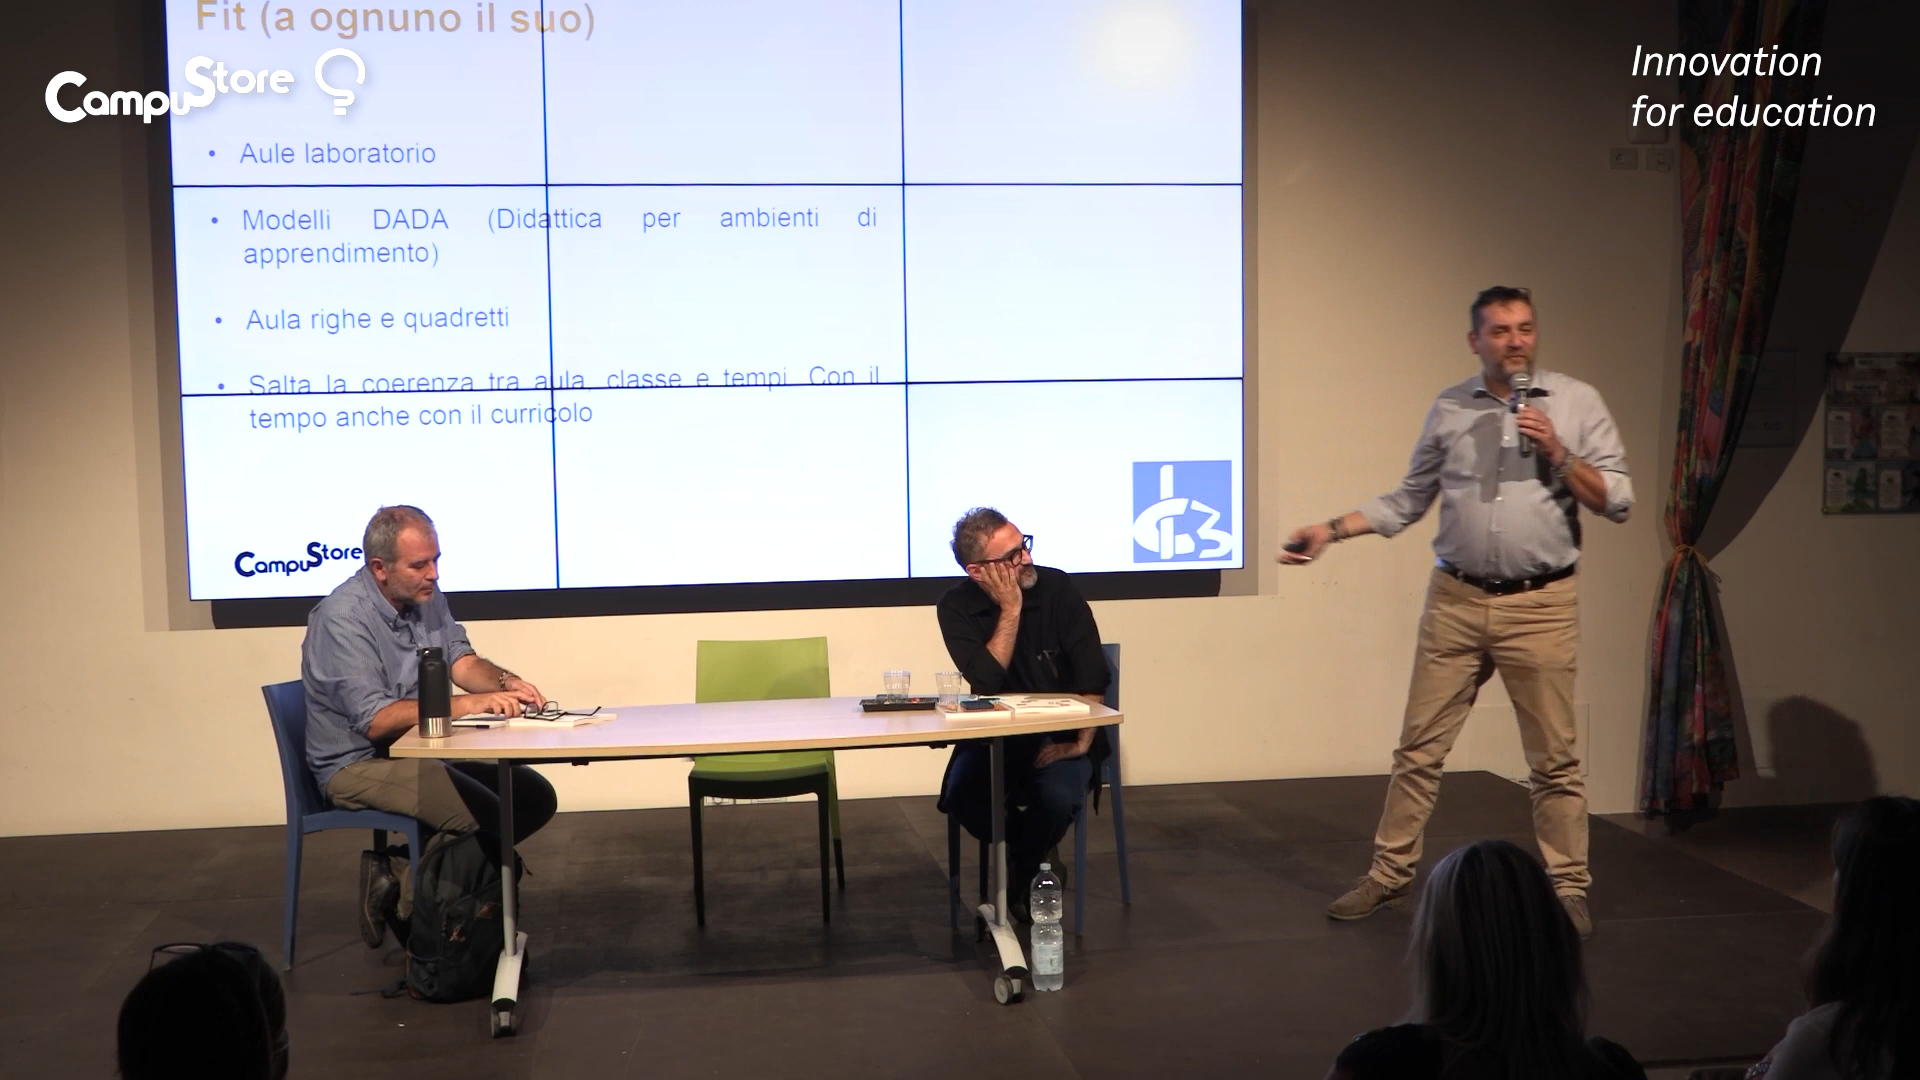 Fit (a ognuno il suo)
CampuStore
Innovation
for education
• Aule laboratorio
• Modelli DADA (Didattica per ambienti di
apprendimento)
• Aula righe e quadretti
• Salta la coerenza tra aula, classe e tempi. Con il
tempo anche con il curricolo
CampuStore